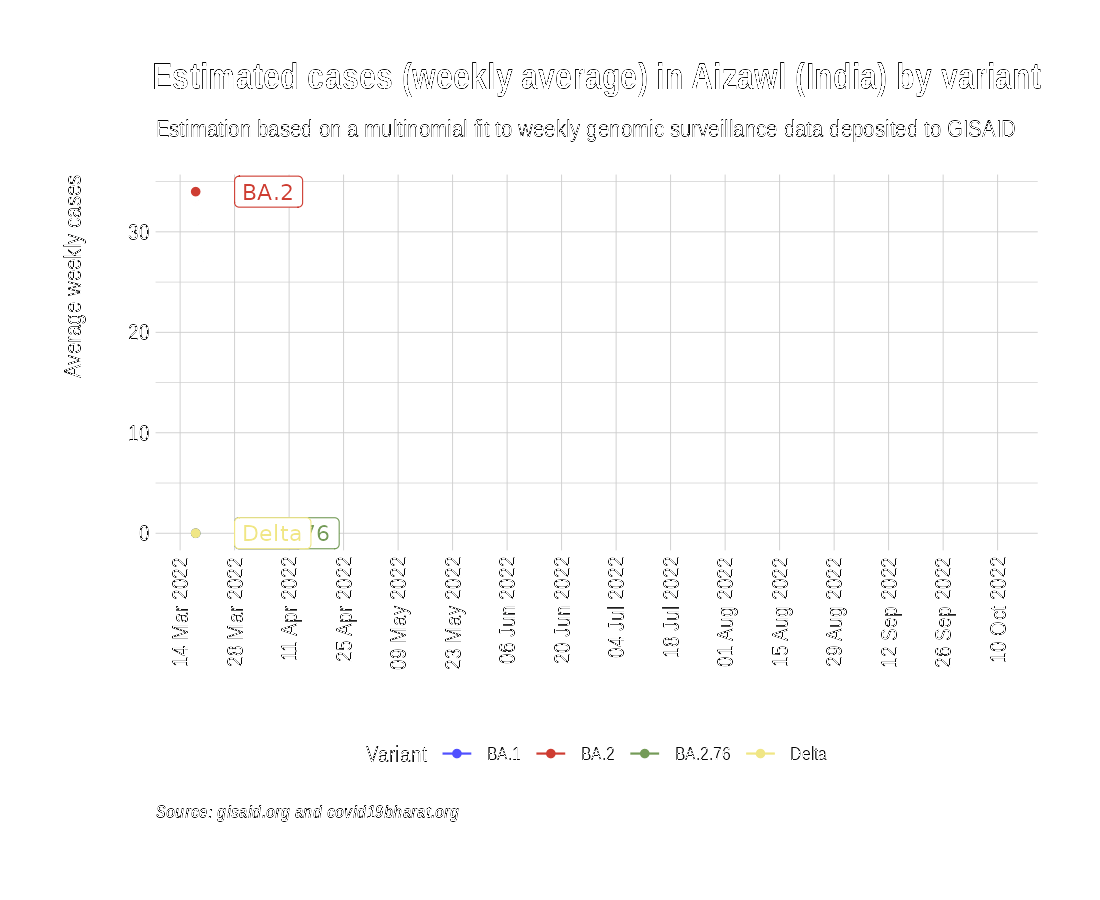 Estimated cases (weekly average) in Aizawl (India) by variant
Estimation based on a multinomial fit to weekly genomic surveillance data deposited to GISAID
Average weekly cases
30
20
10
0
BA.2
Delta
76
14 Mar 2022
28 Mar 2022
11 Apr 2022
25 Apr 2022
09 May 2022
23 May 2022
06 Jun 2022
20 Jun 2022
04 Jul 2022
18 Jul 2022
01 Aug 2022
15 Aug 2022
29 Aug 2022
12 Sep 2022
26 Sep 2022
10 Oct 2022
Variant BA.1 BA.2 BA.2.76 Delta
Source: gisaid.org and covid19bharat.org